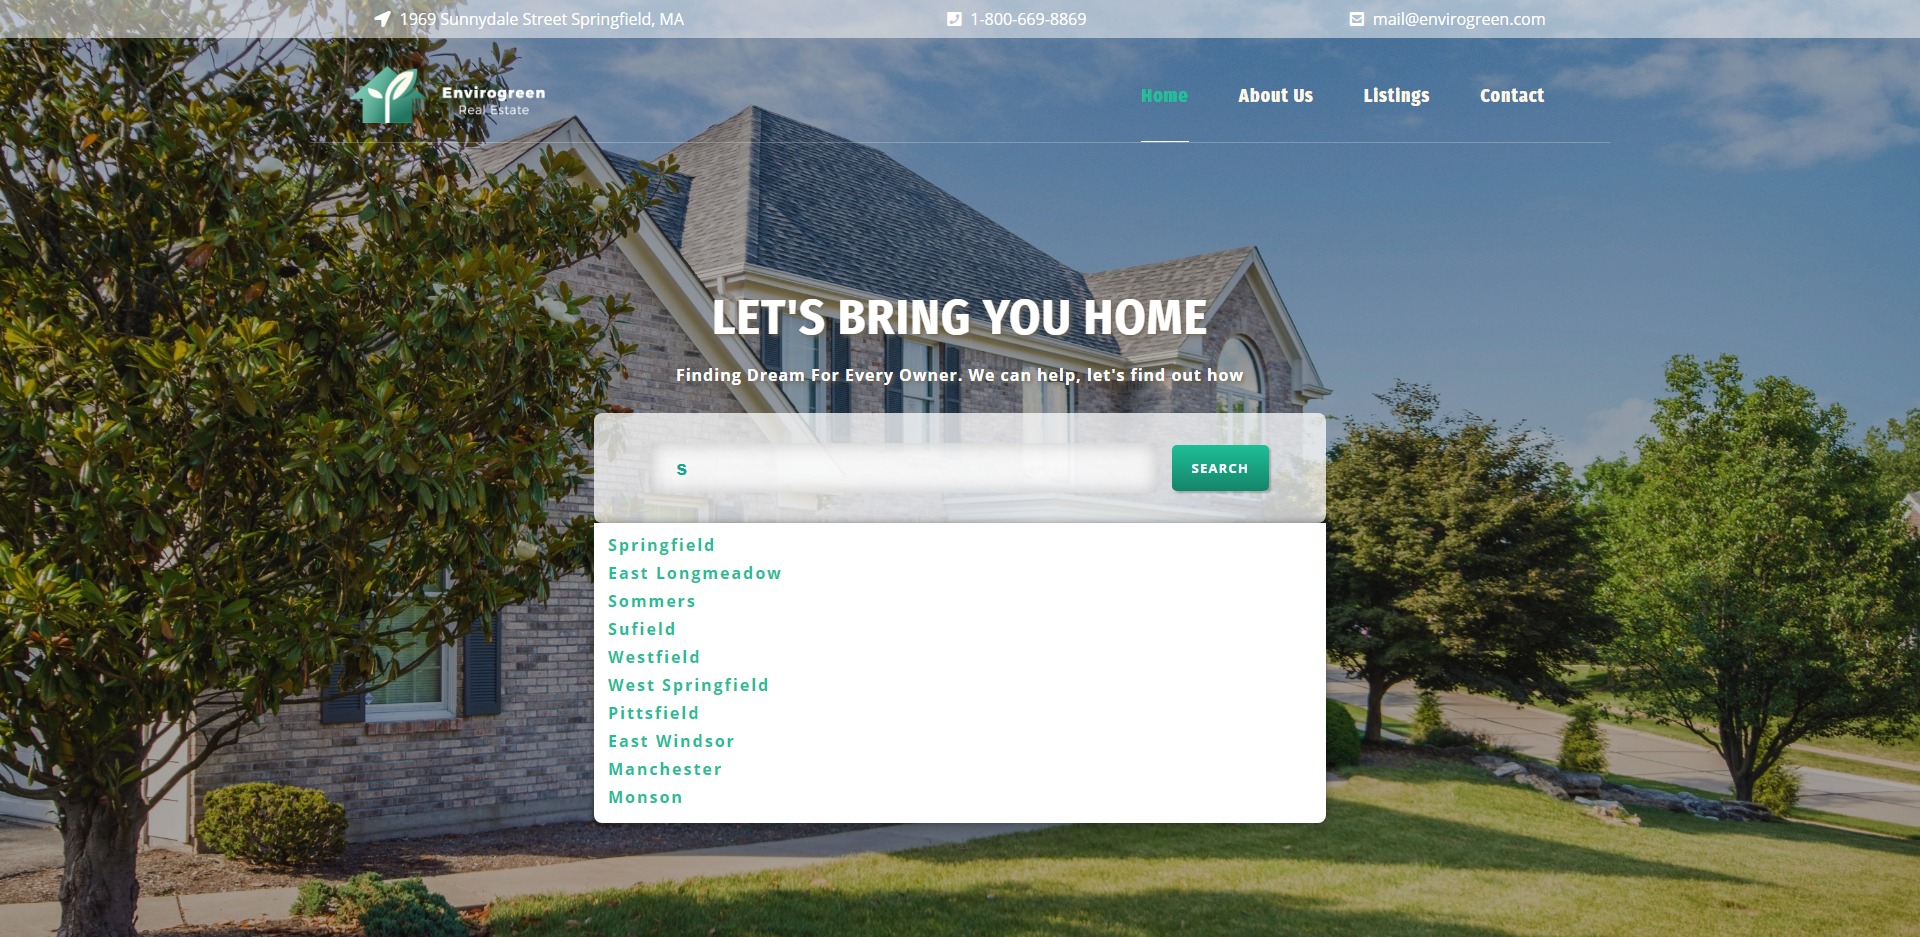 1969 Sunnydale Street Springfield, MA
1-800-669-8869
mail@envirogreen.com
Envirogreen
Real Estate
Home
About Us
Listings
Contact
LET'S BRING YOU HOME
Finding Dream For Every Owner. We can help, let's find out how
S
SEARCH
Springfield
East Longmeadow
Sommers
Sufield
Westfield
West Springfield
Pittsfield
East Windsor
Manchester
Monson